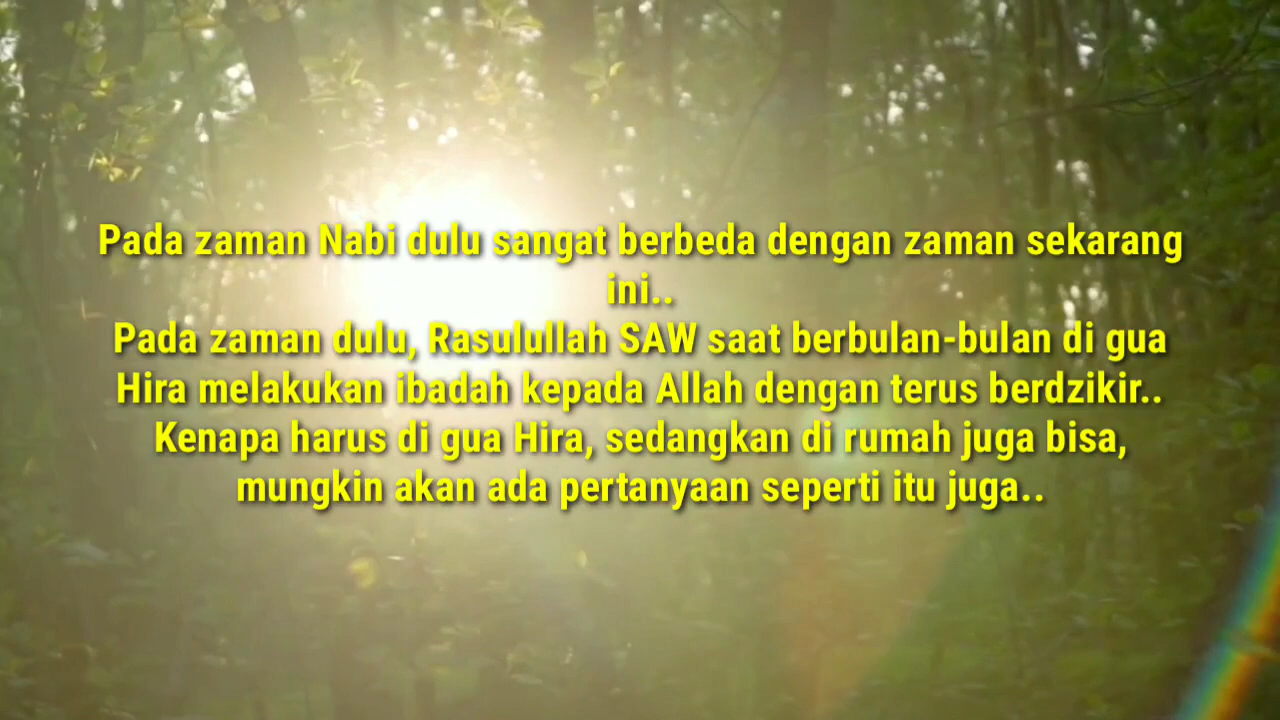 Pada zaman Nabi dulu sangat berbeda dengan zaman sekarang
ini..
Pada zaman dulu, Rasulullah SAW saat berbulan-bulan di gua
Hira melakukan ibadah kepada Allah dengan terus berdzikir..
Kenapa harus di gua Hira, sedangkan di rumah juga bisa,
mungkin akan ada pertanyaan seperti itu juga..